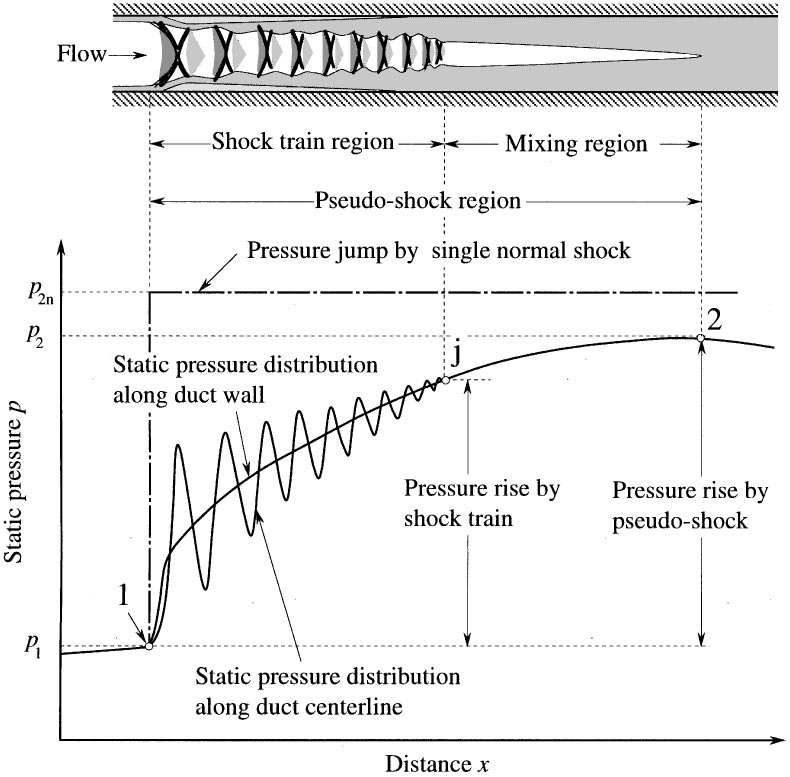 Flow
Shock train region
Mixing region
Pseudo-shock region
Pressure jump by single normal shock
p2n
p2
2
j
Static pressure distribution
along duct wall
Static pressure p
Pressure rise by
shock train
Pressure rise by
pseudo-shock
1
p1
Static pressure distribution
along duct centerline
Distance x